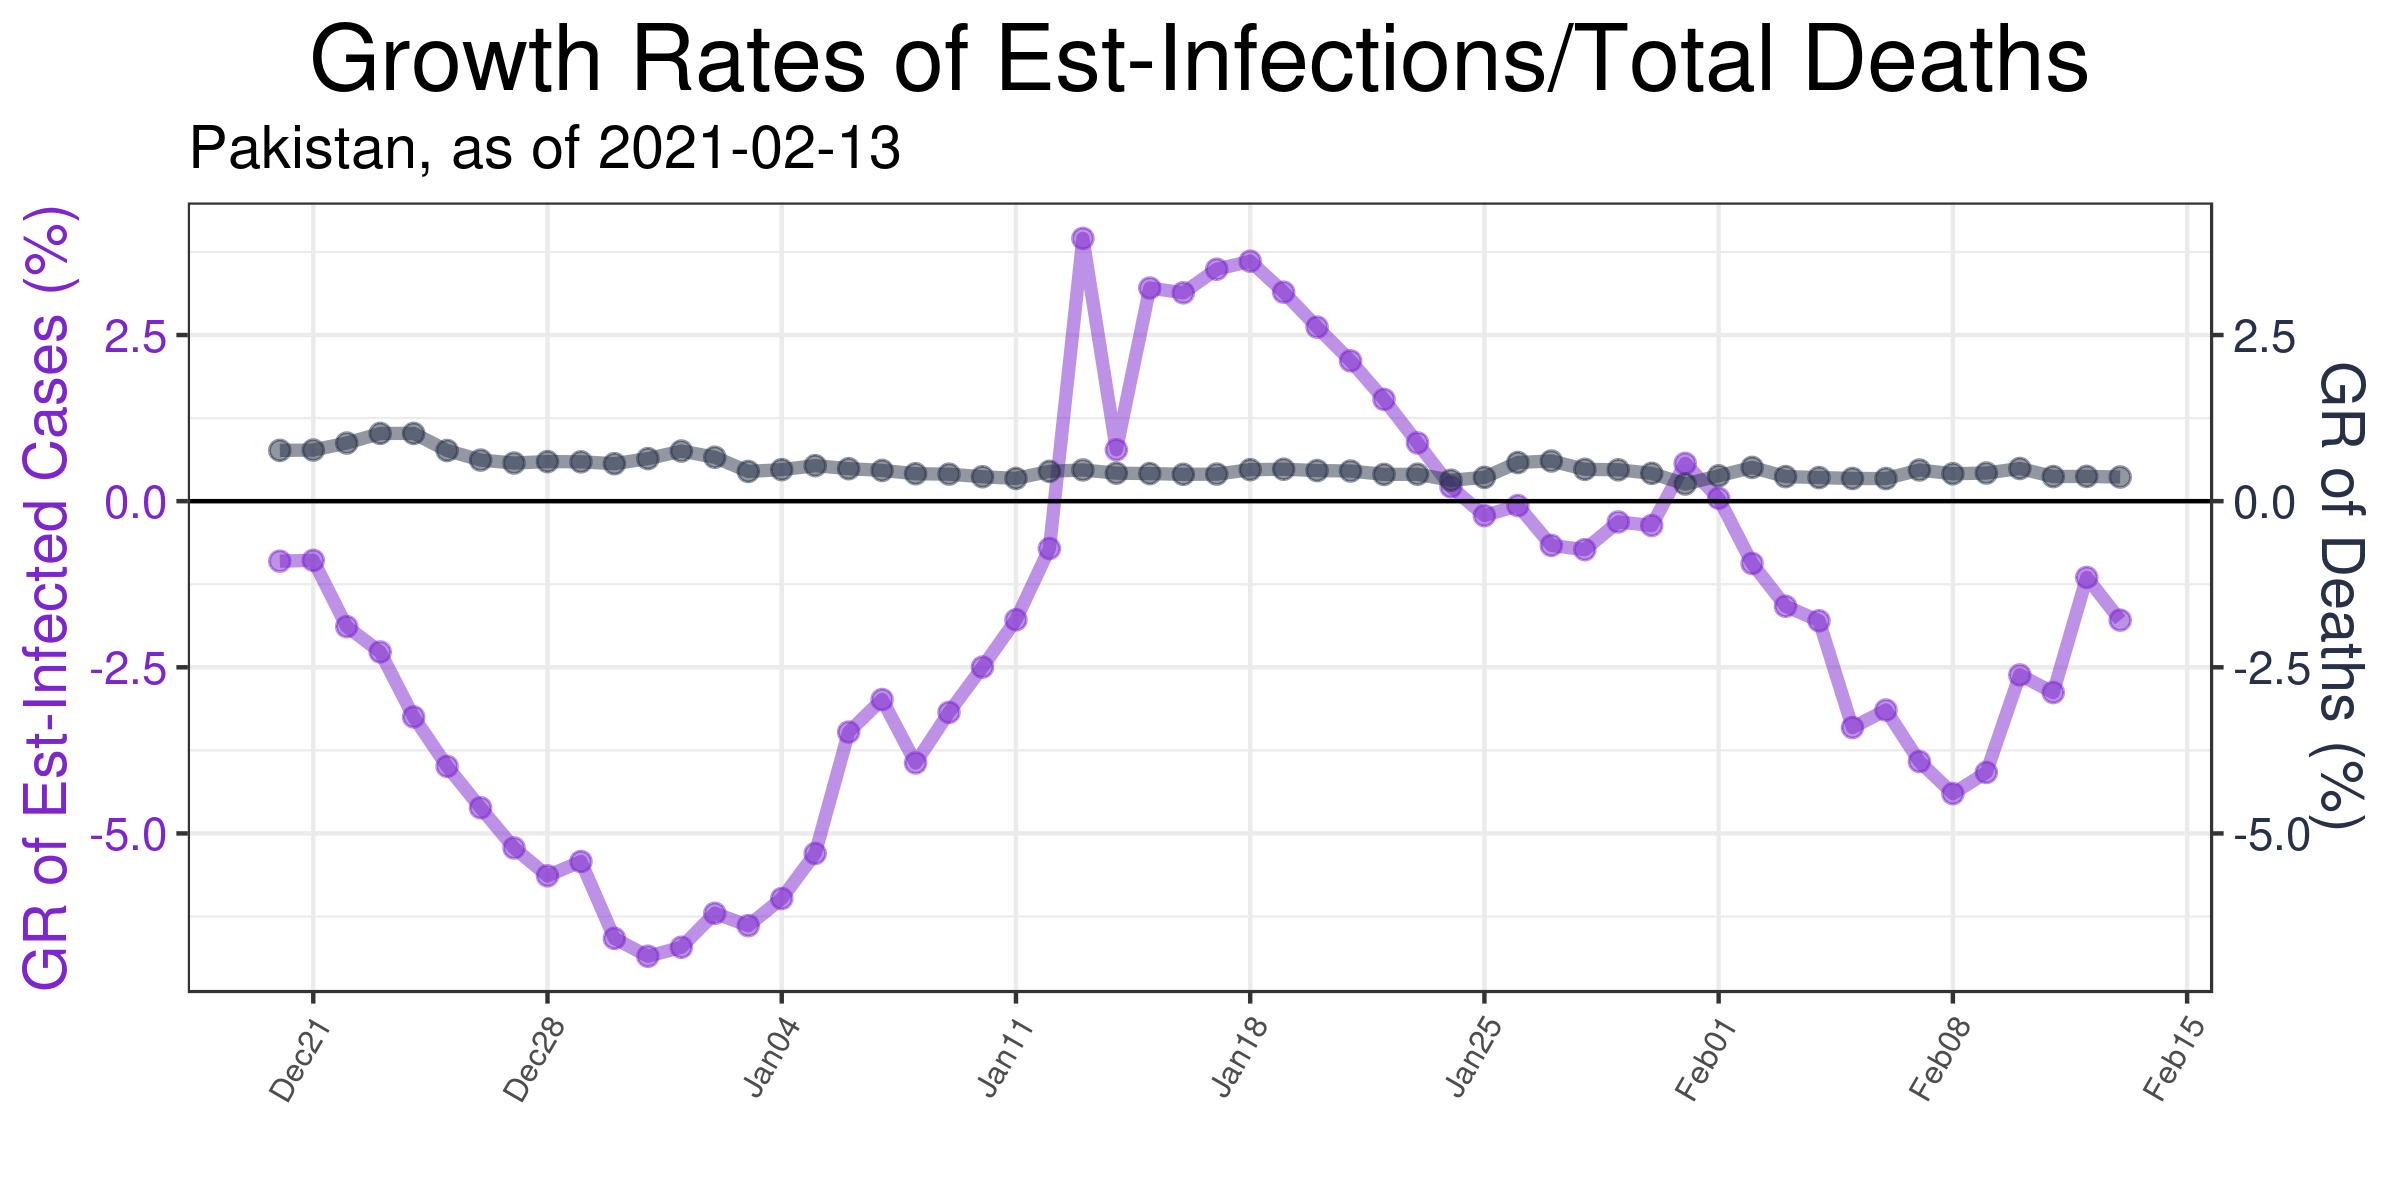 Growth Rates of Est-Infections/Total Deaths
Pakistan, as of 2021-02-13
GR of Est-Infected Cases (%)
2.5
0.0
-2.5
-5.0
2.5
0.0
-2.5
-5.0
GR of Deaths (%)
Dec21
Dec28
Jan04
Jan11
Jan18
Jan25
Feb01
Feb08
Feb15